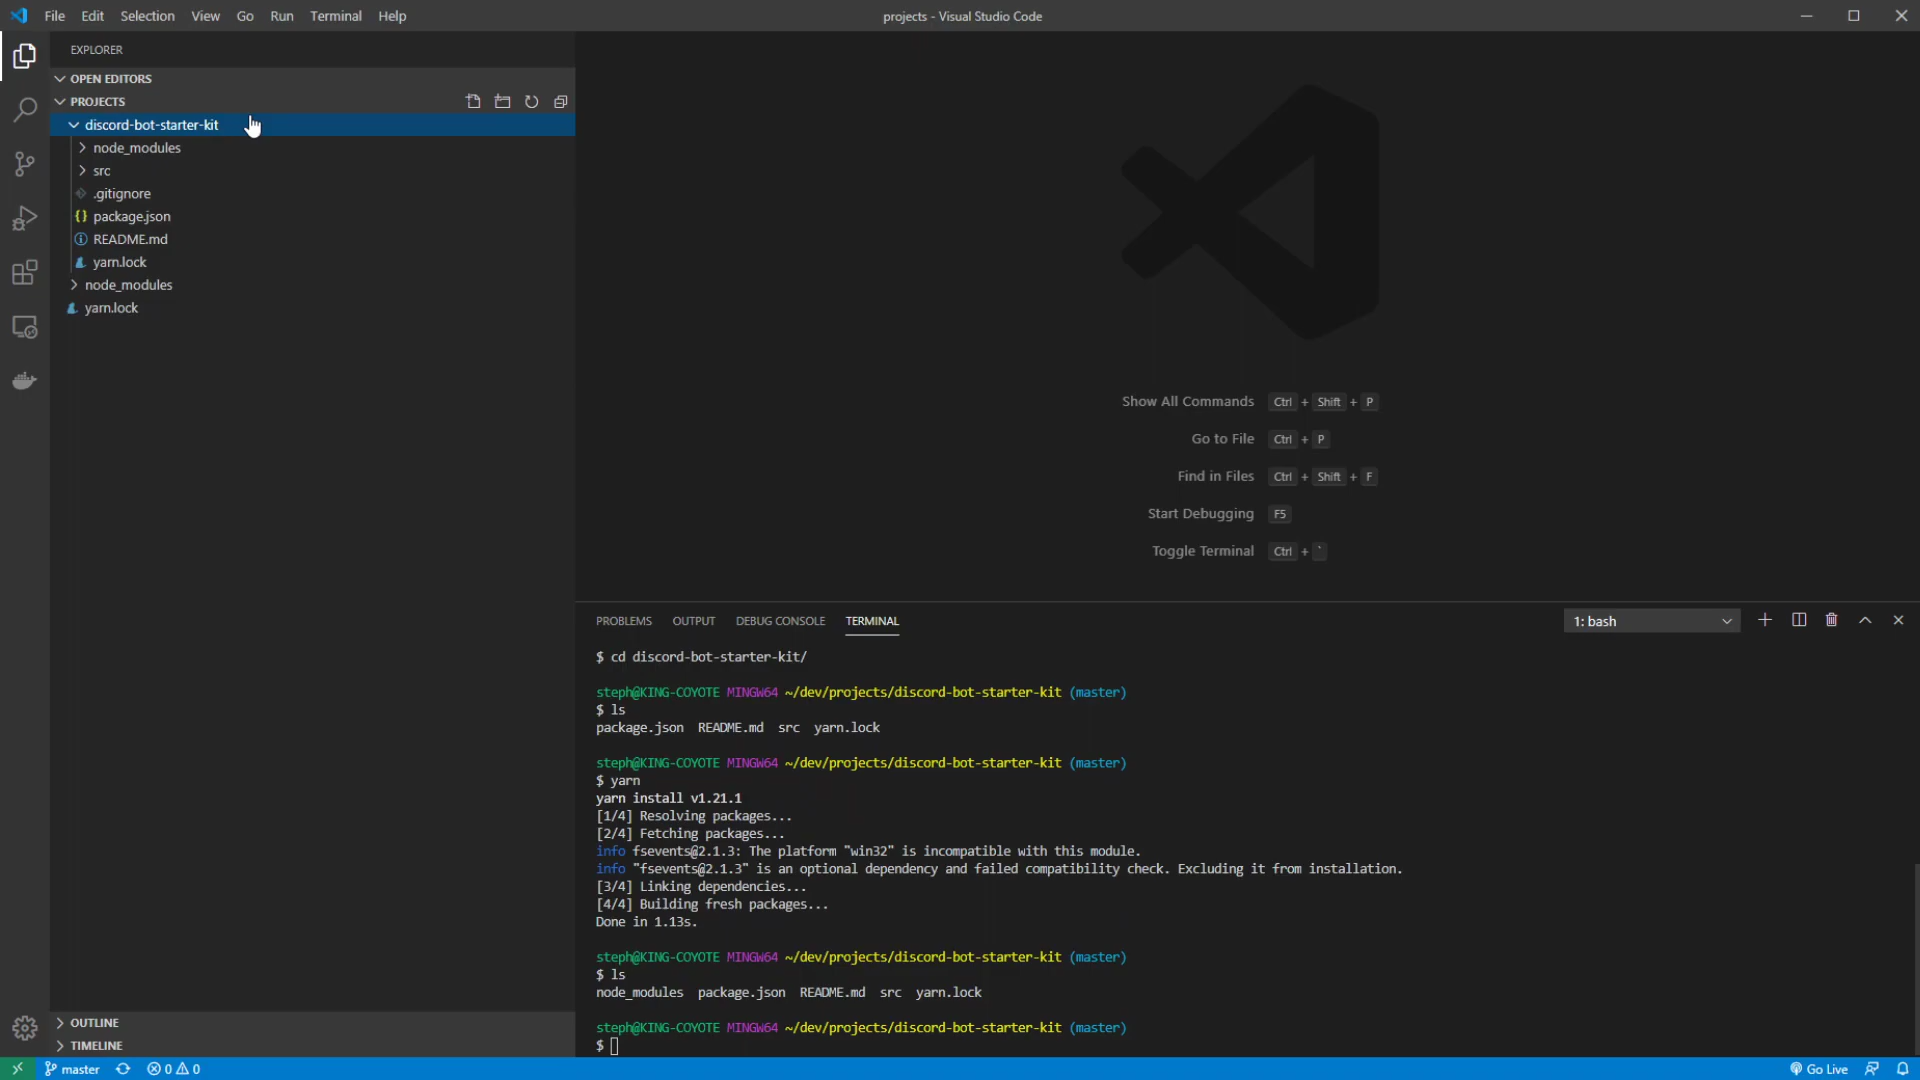 File Edit Selection View Go Run Terminal Help
projects - Visual Studio Code
EXPLORER
OPEN EDITORS
PROJECTS
discord-bot-starter-kit
node_modules
src
.gitignore
package.json
README.md
yarn.lock
node_modules
yarn.lock
Show All Commands Ctrl + Shift + P
Go to File Ctrl + P
Find in Files Ctrl + Shift + F
Start Debugging F5
Toggle Terminal Ctrl + `
PROBLEMS OUTPUT DEBUG CONSOLE TERMINAL
1: bash
$ cd discord-bot-starter-kit/
steph@KING-COYOTE MINGW64 ~/dev/projects/discord-bot-starter-kit (master)
$ ls
package.json README.md src yarn.lock
steph@KING-COYOTE MINGW64 ~/dev/projects/discord-bot-starter-kit (master)
$ yarn
yarn install v1.21.1
[1/4] Resolving packages...
[2/4] Fetching packages...
info fsevents@2.1.3: The platform "win32" is incompatible with this module.
info "fsevents@2.1.3" is an optional dependency and failed compatibility check. Excluding it from installation.
[3/4] Linking dependencies...
[4/4] Building fresh packages...
Done in 1.13s.
steph@KING-COYOTE MINGW64 ~/dev/projects/discord-bot-starter-kit (master)
$ ls
node_modules package.json README.md src yarn.lock
steph@KING-COYOTE MINGW64 ~/dev/projects/discord-bot-starter-kit (master)
$
OUTLINE
TIMELINE
master 0 0
Go Live